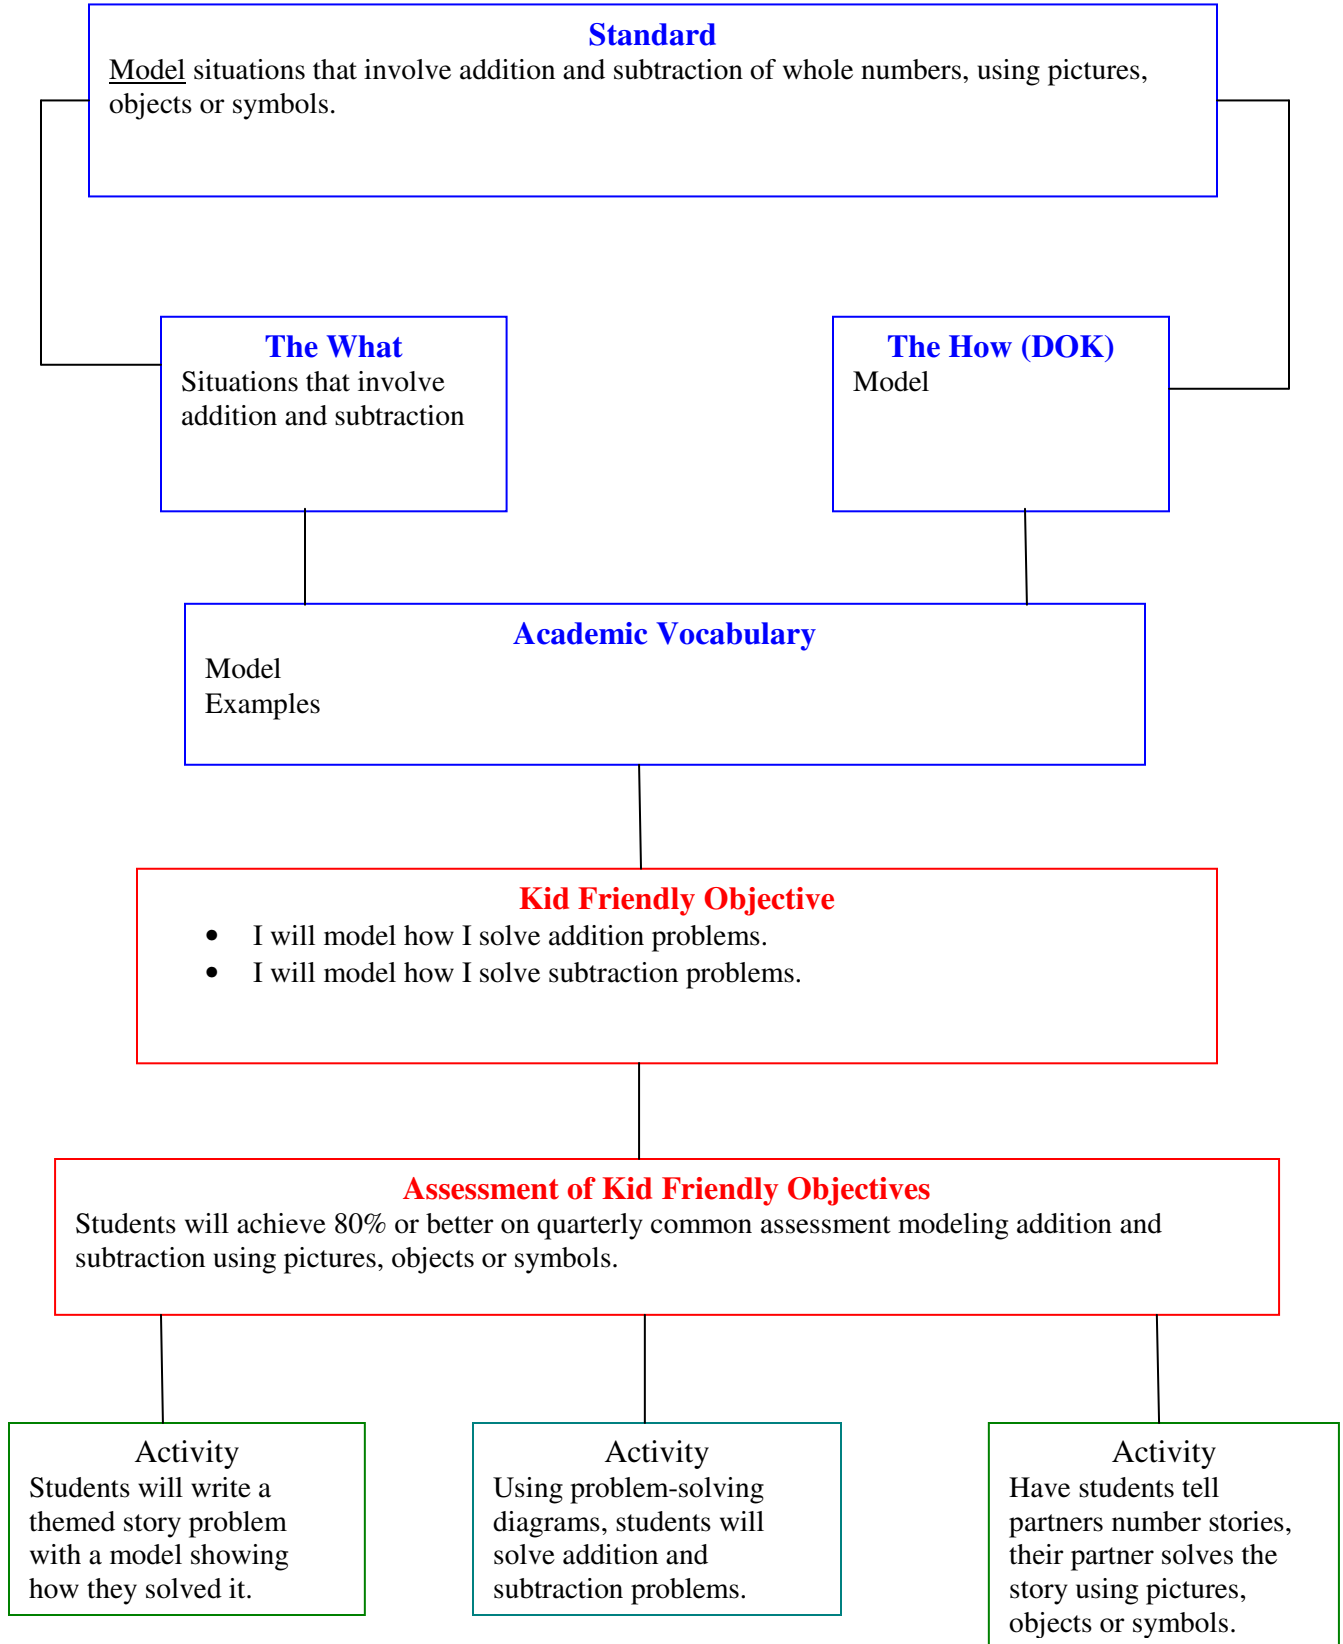 Standard
Model situations that involve addition and subtraction of whole numbers, using pictures,
objects or symbols.
The What
Situations that involve
addition and subtraction
The How (DOK)
Model
Academic Vocabulary
Model
Examples
Kid Friendly Objective
• I will model how I solve addition problems.
• I will model how I solve subtraction problems.
Assessment of Kid Friendly Objectives
Students will achieve 80% or better on quarterly common assessment modeling addition and
subtraction using pictures, objects or symbols.
Activity
Students will write a
themed story problem
with a model showing
how they solved it.
Activity
Using problem-solving
diagrams, students will
solve addition and
subtraction problems.
Activity
Have students tell
partners number stories,
their partner solves the
story using pictures,
objects or symbols.